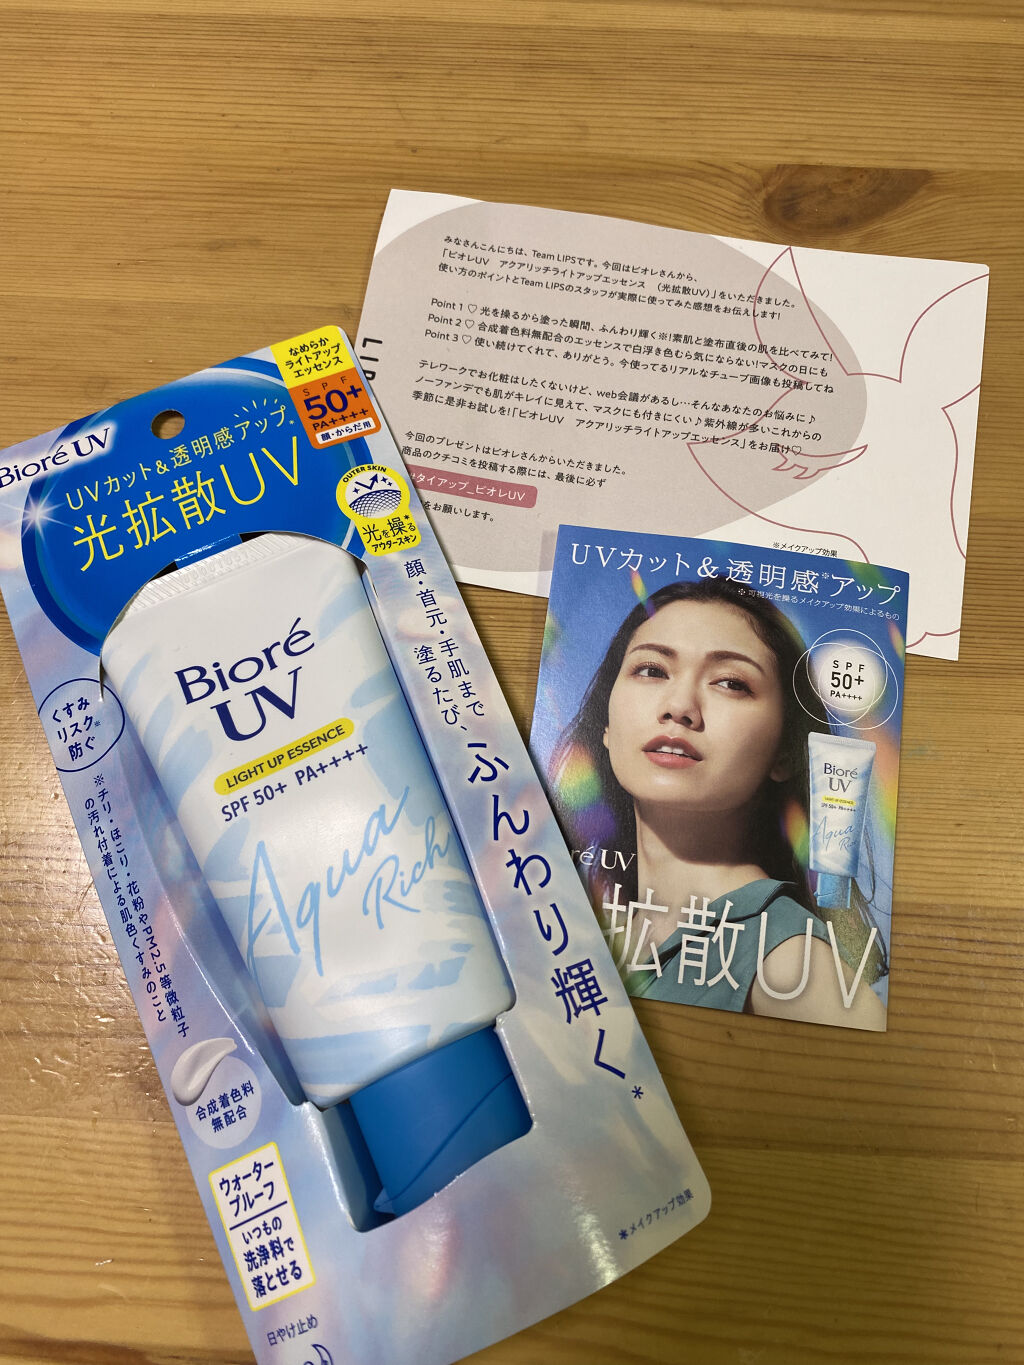 みなさんこんにちは、Team LIPSです。今回はビオレさんから、
「ビオレUV　アクアリッチライトアップエッセンス　（光拡散UV）」をいただきました。
使い方のポイントとTeam LIPSのスタッフが実際に使ってみた感想をお伝えします!
Point 1 ♡ 光を操るから塗った瞬間、ふんわり輝く※!素肌と塗布直後の肌を比べてみて!
Point 2 ♡ 合成着色料無配合のエッセンスで白浮き色むら気にならない!マスクの日にも
Point 3 ♡ 使い続けてくれて、ありがとう。今使ってるリアルなチューブ画像も投稿してね
テレワークでお化粧はしたくないけど、web会議があるし…そんなあなたのお悩みに♪
ノーファンデでも肌がキレイに見えて、マスクにも付きにくい♪紫外線が多いこれからの
季節に是非お試しを!「ビオレUV　アクアリッチライトアップエッセンス」をお届け♡
今回のプレゼントはビオレさんからいただきました。
商品のクチコミを投稿する際には、最後に必ず
#タイアップ_ビオレUV
をお願いします。
※メイクアップ効果
LIP
なめらか
ライトアップ
エッセンス
SPF
50+
PA++++
顔・からだ用
Bioré UV
UVカット&透明感アップ*
光拡散UV
OUTER SKIN
光を操る*
アウタースキン
顔・首元・手肌まで
塗るたび、
ふんわり輝く*
くすみ
リスク※
防ぐ
※チリ・ほこり・花粉やPM2.5等微粒子
の汚れ付着による肌色くすみのこと
Bioré
UV
LIGHT UP ESSENCE
SPF 50+ PA++++
Aqua
Rich
合成着色料
無配合
ウォーター
プルーフ
いつもの
洗浄料で
落とせる
日やけ止め
*メイクアップ効果
UVカット&透明感※アップ
※可視光を操るメイクアップ効果によるもの
SPF
50+
PA++++
Bioré
UV
LIGHT UP ESSENCE
SPF 50+ PA++++
Aqua
Rich
ré UV
拡散UV